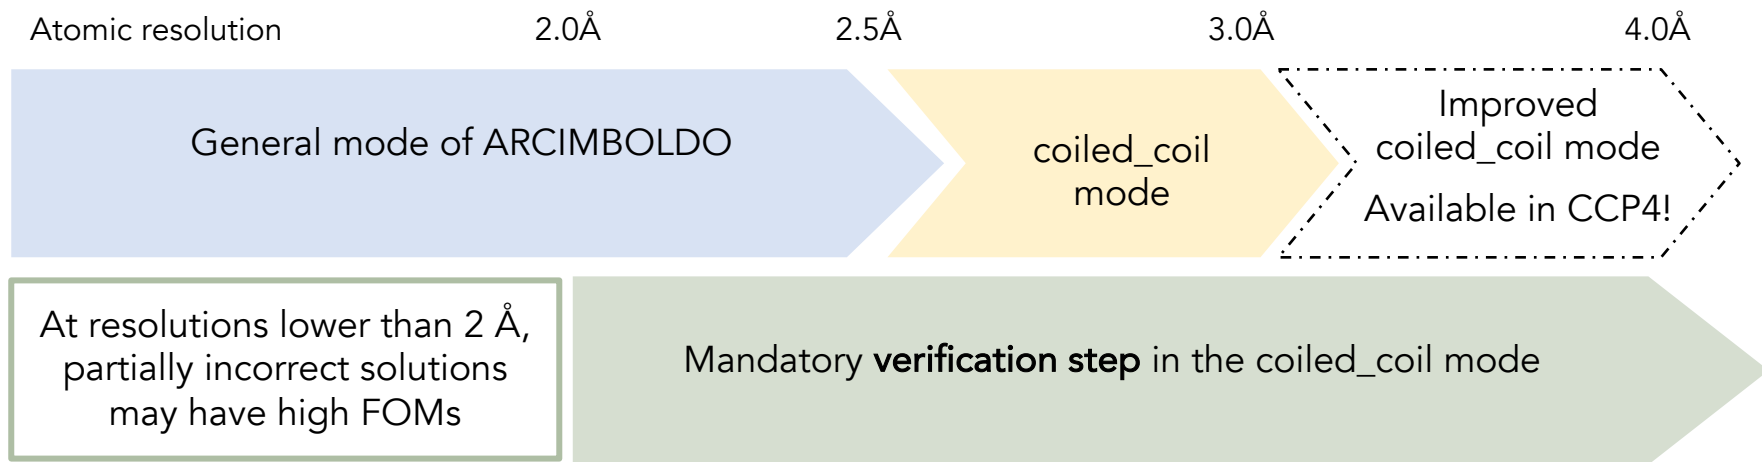 Atomic resolution 2.0Å 2.5Å 3.0Å 4.0Å
General mode of ARCIMBOLDO
coiled_coil
mode
Improved
coiled_coil mode
Available in CCP4!
At resolutions lower than 2 Å,
partially incorrect solutions
may have high FOMs
Mandatory verification step in the coiled_coil mode